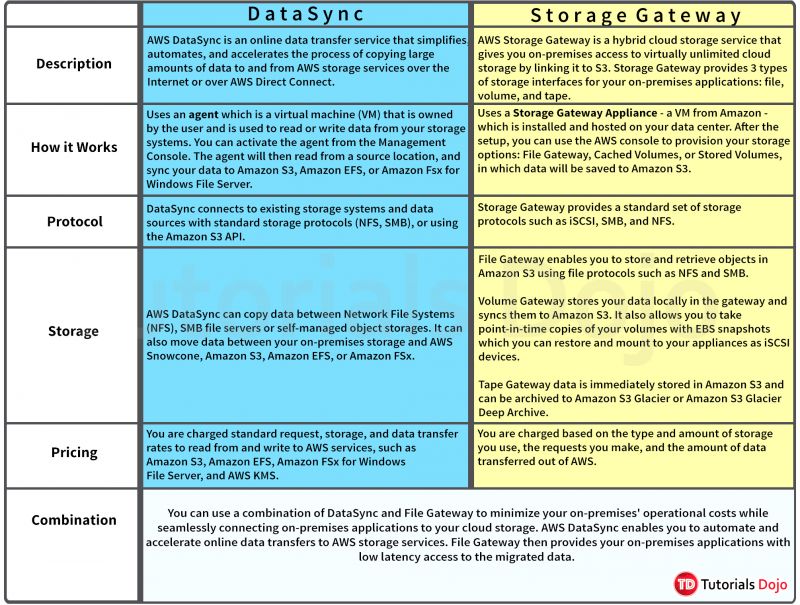 DataSync
Storage Gateway
Description
AWS DataSync is an online data transfer service that simplifies,
automates, and accelerates the process of copying large
amounts of data to and from AWS storage services over the
Internet or over AWS Direct Connect.
AWS Storage Gateway is a hybrid cloud storage service that
gives you on-premises access to virtually unlimited cloud
storage by linking it to S3. Storage Gateway provides 3 types
of storage interfaces for your on-premises applications: file,
volume, and tape.
How it Works
Uses an agent which is a virtual machine (VM) that is owned
by the user and is used to read or write data from your storage
systems. You can activate the agent from the Management
Console. The agent will then read from a source location, and
sync your data to Amazon S3, Amazon EFS, or Amazon Fsx for
Windows File Server.
Uses a Storage Gateway Appliance - a VM from Amazon -
which is installed and hosted on your data center. After the
setup, you can use the AWS console to provision your storage
options: File Gateway, Cached Volumes, or Stored Volumes,
in which data will be saved to Amazon S3.
Protocol
DataSync connects to existing storage systems and data
sources with standard storage protocols (NFS, SMB), or using
the Amazon S3 API.
Storage Gateway provides a standard set of storage
protocols such as iSCSI, SMB, and NFS.
Storage
AWS DataSync can copy data between Network File Systems
(NFS), SMB file servers or self-managed object storages. It can
also move data between your on-premises storage and AWS
Snowcone, Amazon S3, Amazon EFS, or Amazon FSx.
File Gateway enables you to store and retrieve objects in
Amazon S3 using file protocols such as NFS and SMB.
Volume Gateway stores your data locally in the gateway and
syncs them to Amazon S3. It also allows you to take
point-in-time copies of your volumes with EBS snapshots
which you can restore and mount to your appliances as iSCSI
devices.
Tape Gateway data is immediately stored in Amazon S3 and
can be archived to Amazon S3 Glacier or Amazon S3 Glacier
Deep Archive.
Pricing
You are charged standard request, storage, and data transfer
rates to read from and write to AWS services, such as
Amazon S3, Amazon EFS, Amazon FSx for Windows
File Server, and AWS KMS.
You are charged based on the type and amount of storage
you use, the requests you make, and the amount of data
transferred out of AWS.
Combination
You can use a combination of DataSync and File Gateway to minimize your on-premises' operational costs while
seamlessly connecting on-premises applications to your cloud storage. AWS DataSync enables you to automate and
accelerate online data transfers to AWS storage services. File Gateway then provides your on-premises applications with
low latency access to the migrated data.
TD Tutorials Dojo